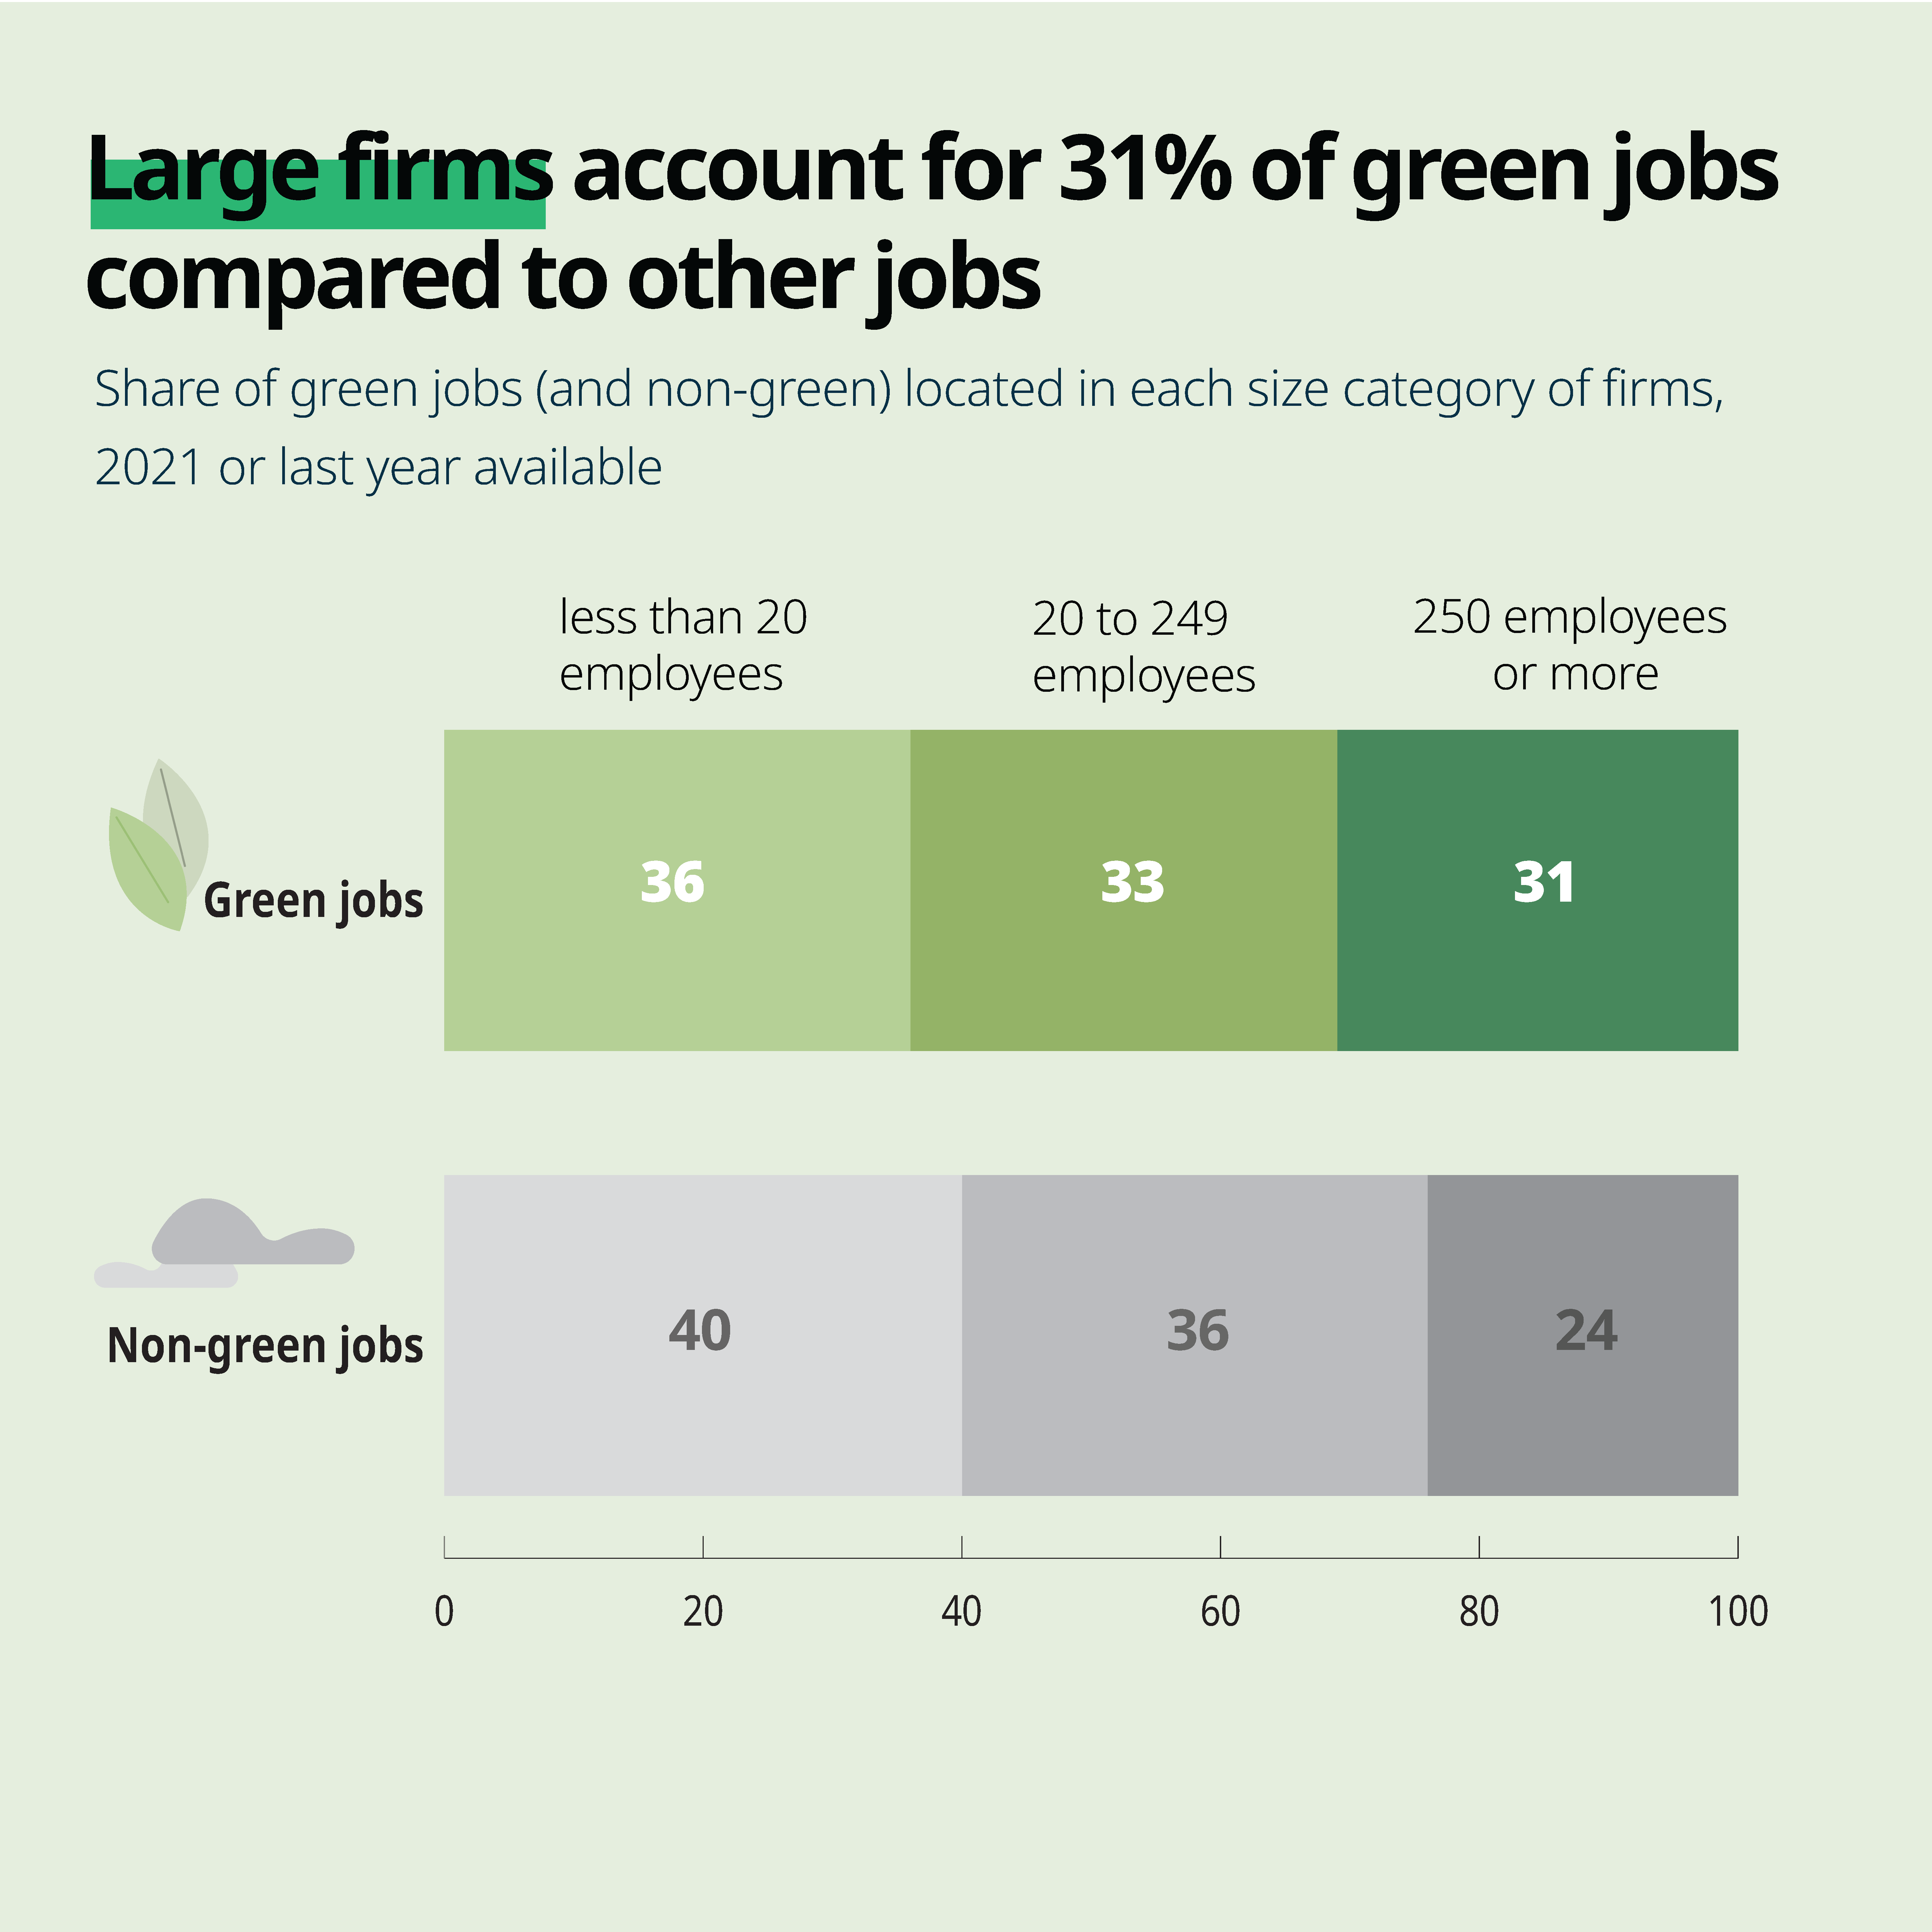 Large firms account for 31% of green jobs
compared to other jobs
Share of green jobs (and non-green) located in each size category of firms,
2021 or last year available
less than 20
employees
20 to 249
employees
250 employees
or more
Green jobs
36
33
31
Non-green jobs
40
36
24
0
20
40
60
80
100